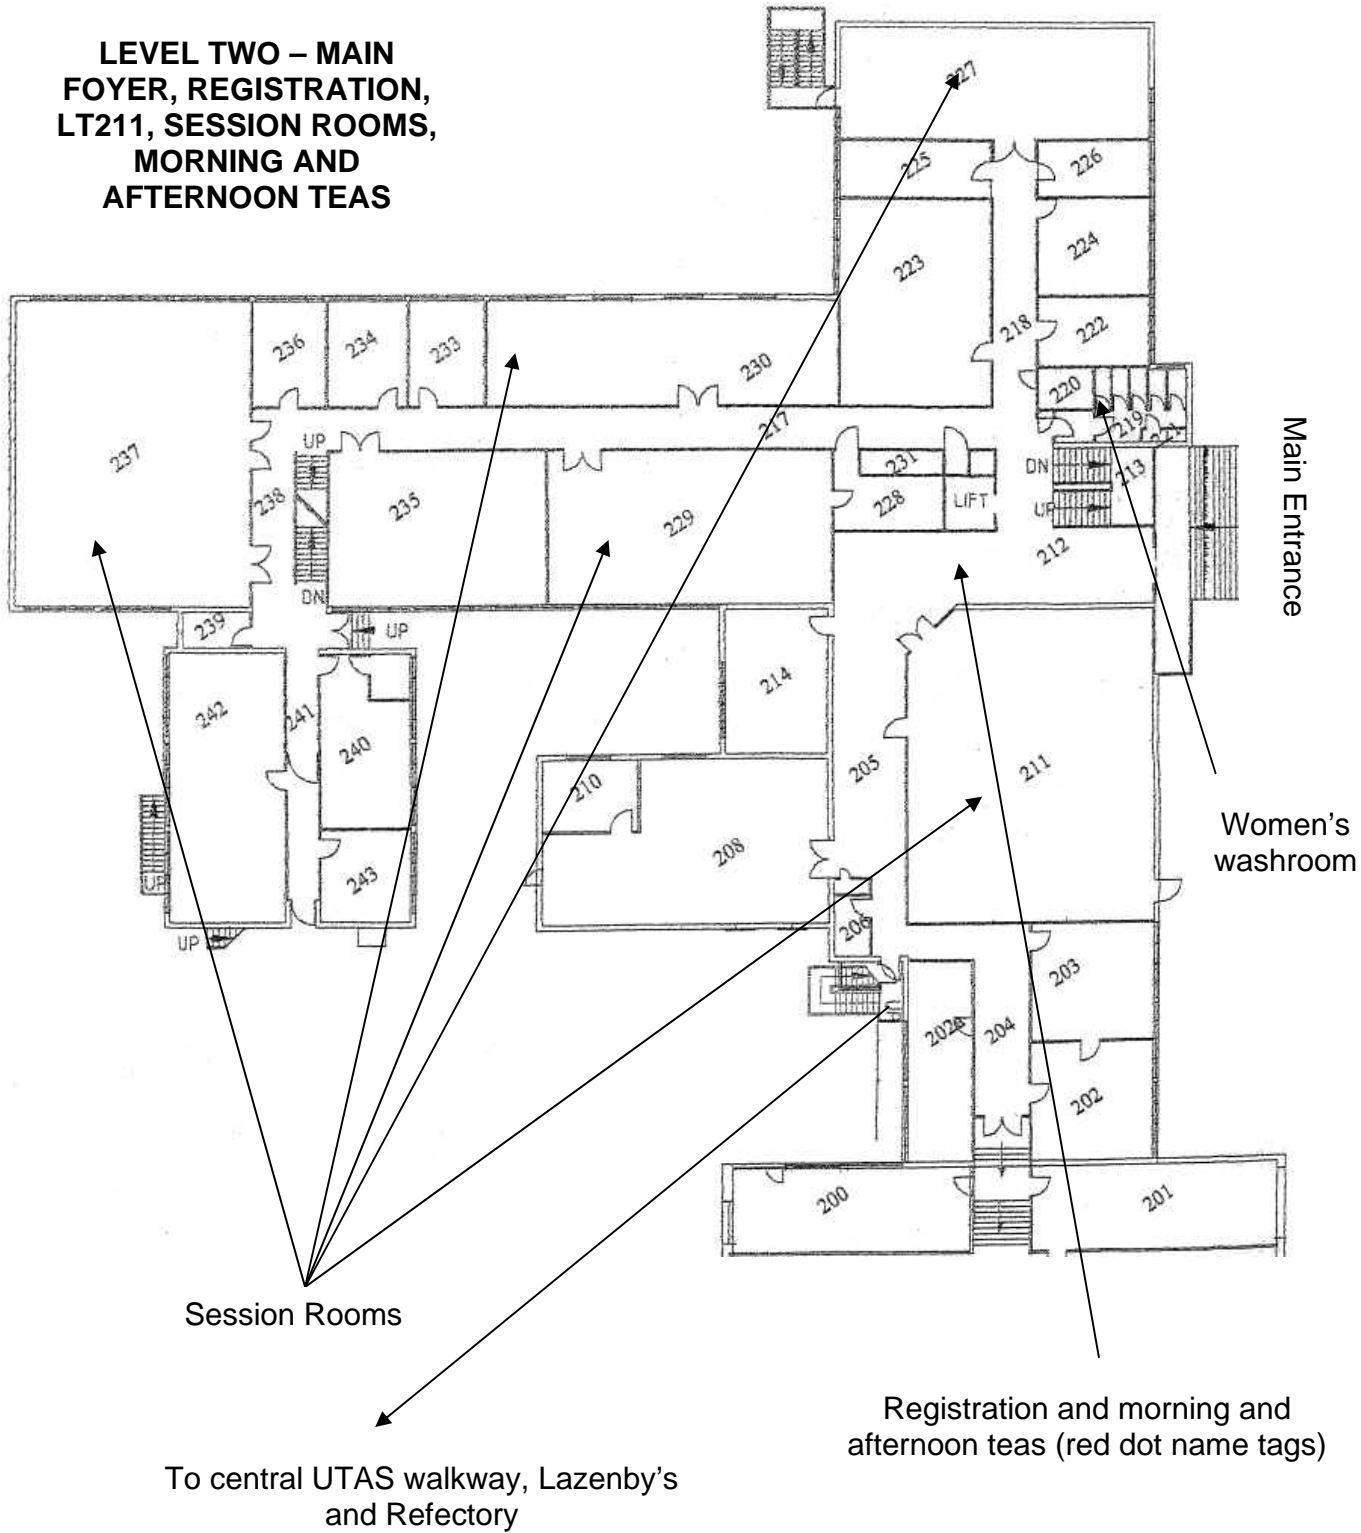 LEVEL TWO – MAIN
FOYER, REGISTRATION,
LT211, SESSION ROOMS,
MORNING AND
AFTERNOON TEAS
227
225
226
224
223
222
218
236
234
233
230
220
219
221
217
Main Entrance
237
UP
238
235
229
231
228
LIFT
DN
213
UP
212
DN
239
UP
214
242
241
240
205
211
210
208
243
UP
UP
206
Women's
washroom
203
202a
204
202
200
201
Session Rooms
Registration and morning and
afternoon teas (red dot name tags)
To central UTAS walkway, Lazenby's
and Refectory